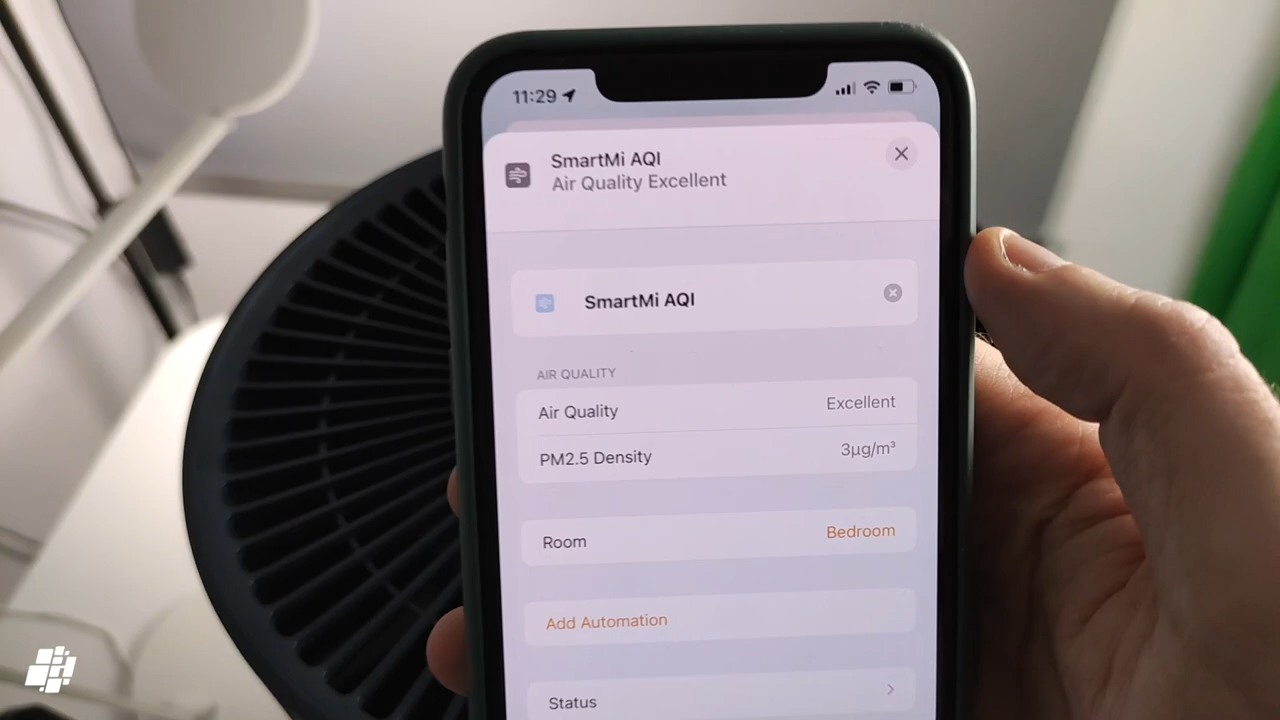 11:29
SmartMi AQI
Air Quality Excellent
SmartMi AQI
AIR QUALITY
Air Quality Excellent
PM2.5 Density 3µg/m³
Room Bedroom
Add Automation
Status